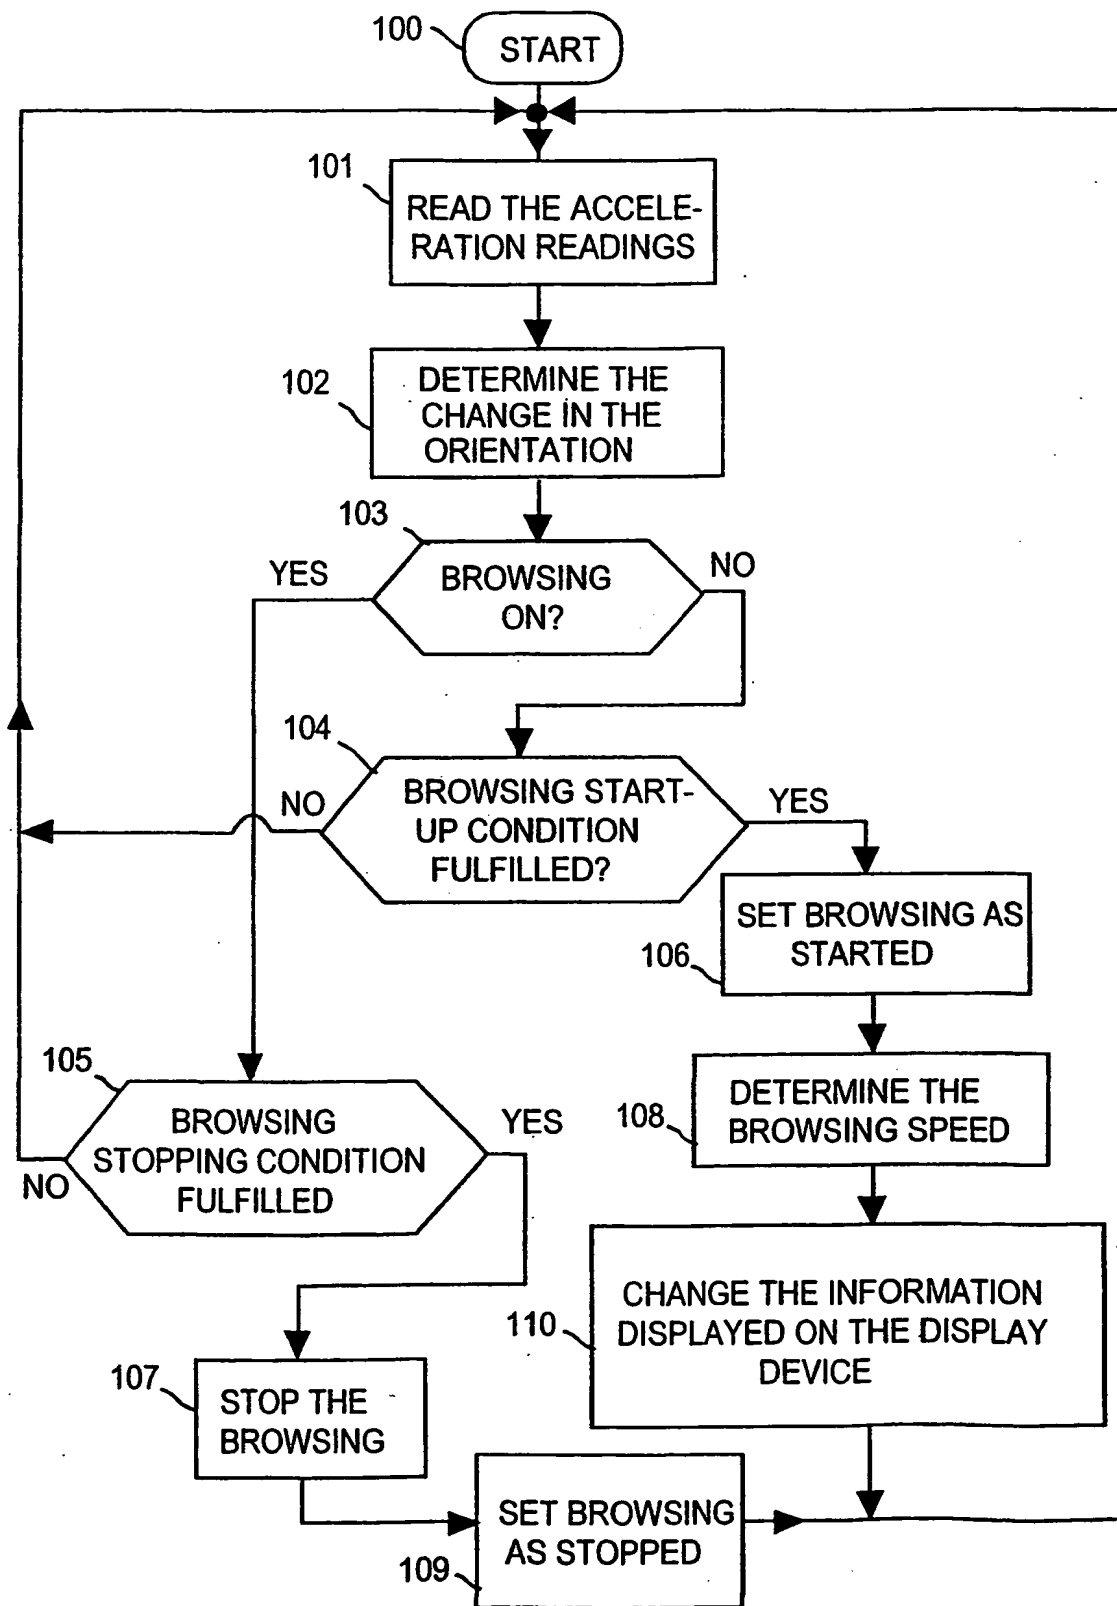 100
START
101
READ THE ACCELE-
RATION READINGS
102
DETERMINE THE
CHANGE IN THE
ORIENTATION
103
YES
BROWSING
ON?
NO
104
NO
BROWSING START-
UP CONDITION
FULFILLED?
YES
SET BROWSING AS
STARTED
106
105
BROWSING
STOPPING CONDITION
FULFILLED
YES
NO
DETERMINE THE
BROWSING SPEED
108
CHANGE THE INFORMATION
DISPLAYED ON THE DISPLAY
DEVICE
110
107
STOP THE
BROWSING
SET BROWSING
AS STOPPED
109